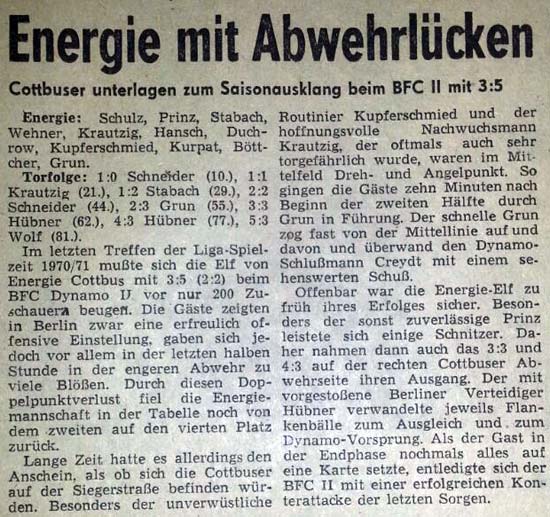 Energie mit Abwehrlücken
Cottbuser unterlagen zum Saisonausklang beim BFC II mit 3:5
Energie: Schulz, Prinz, Stabach,
Wehner, Krautzig, Hansch, Duch-
row, Kupferschmied, Kurpat, Bött-
cher, Grun.
Torfolge: 1:0 Schneider (10.), 1:1
Krautzig (21.), 1:2 Stabach (29.), 2:2
Schneider (44.), 2:3 Grun (55.), 3:3
Hübner (62.), 4:3 Hübner (77.), 5:3
Wolf (81.).
Im letzten Treffen der Liga-Spiel-
zeit 1970/71 mußte sich die Elf von
Energie Cottbus mit 3:5 (2:2) beim
BFC Dynamo II vor nur 200 Zu-
schauern beugen. Die Gäste zeigten
in Berlin zwar eine erfreulich of-
fensive Einstellung, gaben sich je-
doch vor allem in der letzten halben
Stunde in der engeren Abwehr zu
viele Blößen. Durch diesen Dop-
pelpunktverlust fiel die Energie-
mannschaft in der Tabelle noch von
dem zweiten auf den vierten Platz
zurück.
Lange Zeit hatte es allerdings den
Anschein, als ob sich die Cottbuser
auf der Siegerstraße befinden wür-
den. Besonders der unverwüstliche
Routinier Kupferschmied und der
hoffnungsvolle Nachwuchsmann
Krautzig, der oftmals auch sehr
torgefährlich wurde, waren im Mit-
telfeld Dreh- und Angelpunkt. So
gingen die Gäste zehn Minuten nach
Beginn der zweiten Hälfte durch
Grun in Führung. Der schnelle Grun
zog fast von der Mittellinie auf und
davon und überwand den Dynamo-
Schlußmann Creydt mit einem se-
henswerten Schuß.
Offenbar war die Energie-Elf zu
früh ihres Erfolges sicher. Beson-
ders der sonst zuverlässige Prinz
leistete sich einige Schnitzer. Da-
her nahmen dann auch das 3:3 und
4:3 auf der rechten Cottbuser Ab-
wehrseite ihren Ausgang. Der mit
vorgestoßene Berliner Verteidiger
Hübner verwandelte jeweils Flan-
kenbälle zum Ausgleich und zum
Dynamo-Vorsprung. Als der Gast in
der Endphase nochmals alles auf
eine Karte setzte, entledigte sich der
BFC II mit einer erfolgreichen Kon-
terattacke der letzten Sorgen.